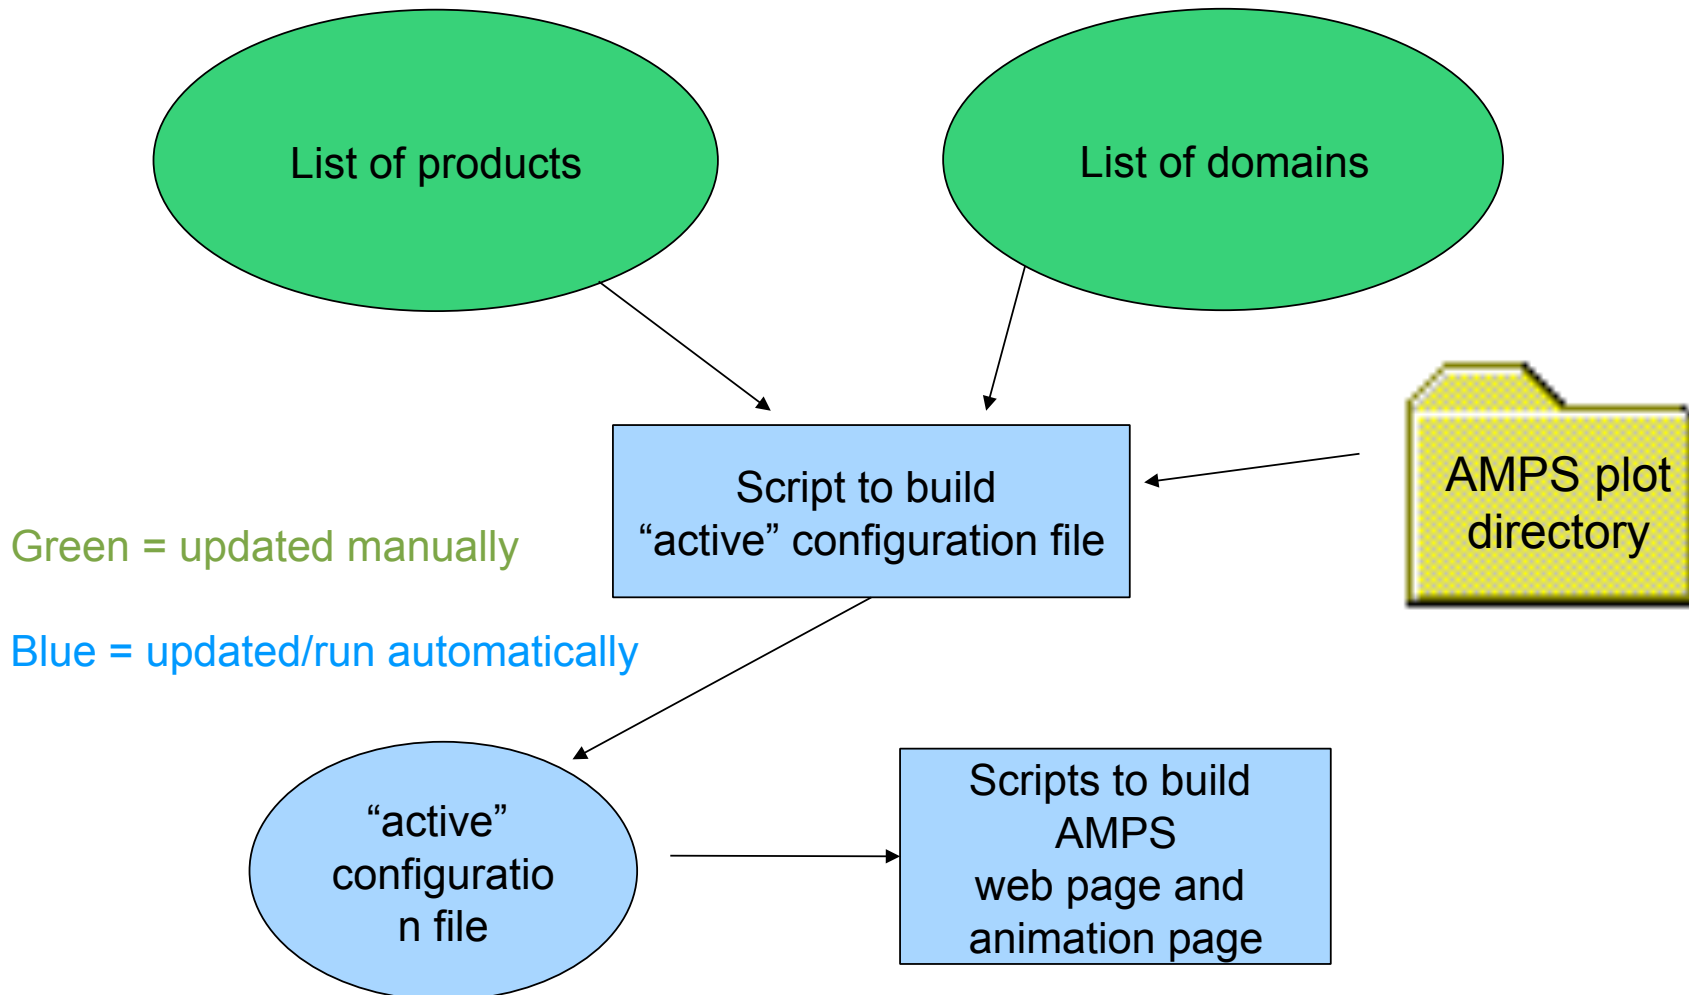 List of products
List of domains
Script to build
“active” configuration file
AMPS plot
directory
Green = updated manually
Blue = updated/run automatically
“active”
configuratio
n file
Scripts to build
AMPS
web page and
animation page